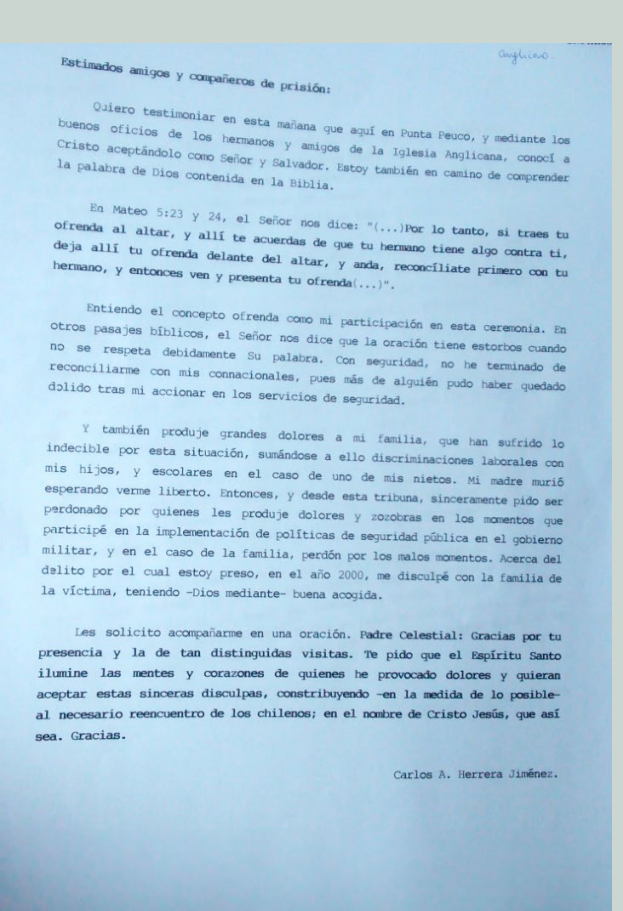 Anglicano.
Estimados amigos y compañeros de prisión:
Quiero testimoniar en esta mañana que aquí en Punta Peuco, y mediante los
buenos oficios de los hermanos y amigos de la Iglesia Anglicana, conocí a
Cristo aceptándolo como Señor y Salvador. Estoy también en camino de comprender
la palabra de Dios contenida en la Biblia.
En Mateo 5:23 y 24, el Señor nos dice: "(...)Por lo tanto, si traes tu
ofrenda al altar, y allí te acuerdas de que tu hermano tiene algo contra ti,
deja allí tu ofrenda delante del altar, y anda, reconcíliate primero con tu
hermano, y entonces ven y presenta tu ofrenda(...)".
Entiendo el concepto ofrenda como mi participación en esta ceremonia. En
otros pasajes bíblicos, el Señor nos dice que la oración tiene estorbos cuando
no se respeta debidamente Su palabra. Con seguridad, no he terminado de
reconciliarme con mis connacionales, pues más de alguién pudo haber quedado
dolido tras mi accionar en los servicios de seguridad.
Y también produje grandes dolores a mi familia, que han sufrido lo
indecible por esta situación, sumándose a ello discriminaciones laborales con
mis hijos, y escolares en el caso de uno de mis nietos. Mi madre murió
esperando verme liberto. Entonces, y desde esta tribuna, sinceramente pido ser
perdonado por quienes les produje dolores y zozobras en los momentos que
participé en la implementación de políticas de seguridad pública en el gobierno
militar, y en el caso de la familia, perdón por los malos momentos. Acerca del
delito por el cual estoy preso, en el año 2000, me disculpé con la familia de
la víctima, teniendo -Dios mediante- buena acogida.
Les solicito acompañarme en una oración. Padre Celestial: Gracias por tu
presencia y la de tan distinguidas visitas. Te pido que el Espíritu Santo
ilumine las mentes y corazones de quienes he provocado dolores y quieran
aceptar estas sinceras disculpas, constribuyendo -en la medida de lo posible-
al necesario reencuentro de los chilenos; en el nombre de Cristo Jesús, que así
sea. Gracias.
Carlos A. Herrera Jiménez.